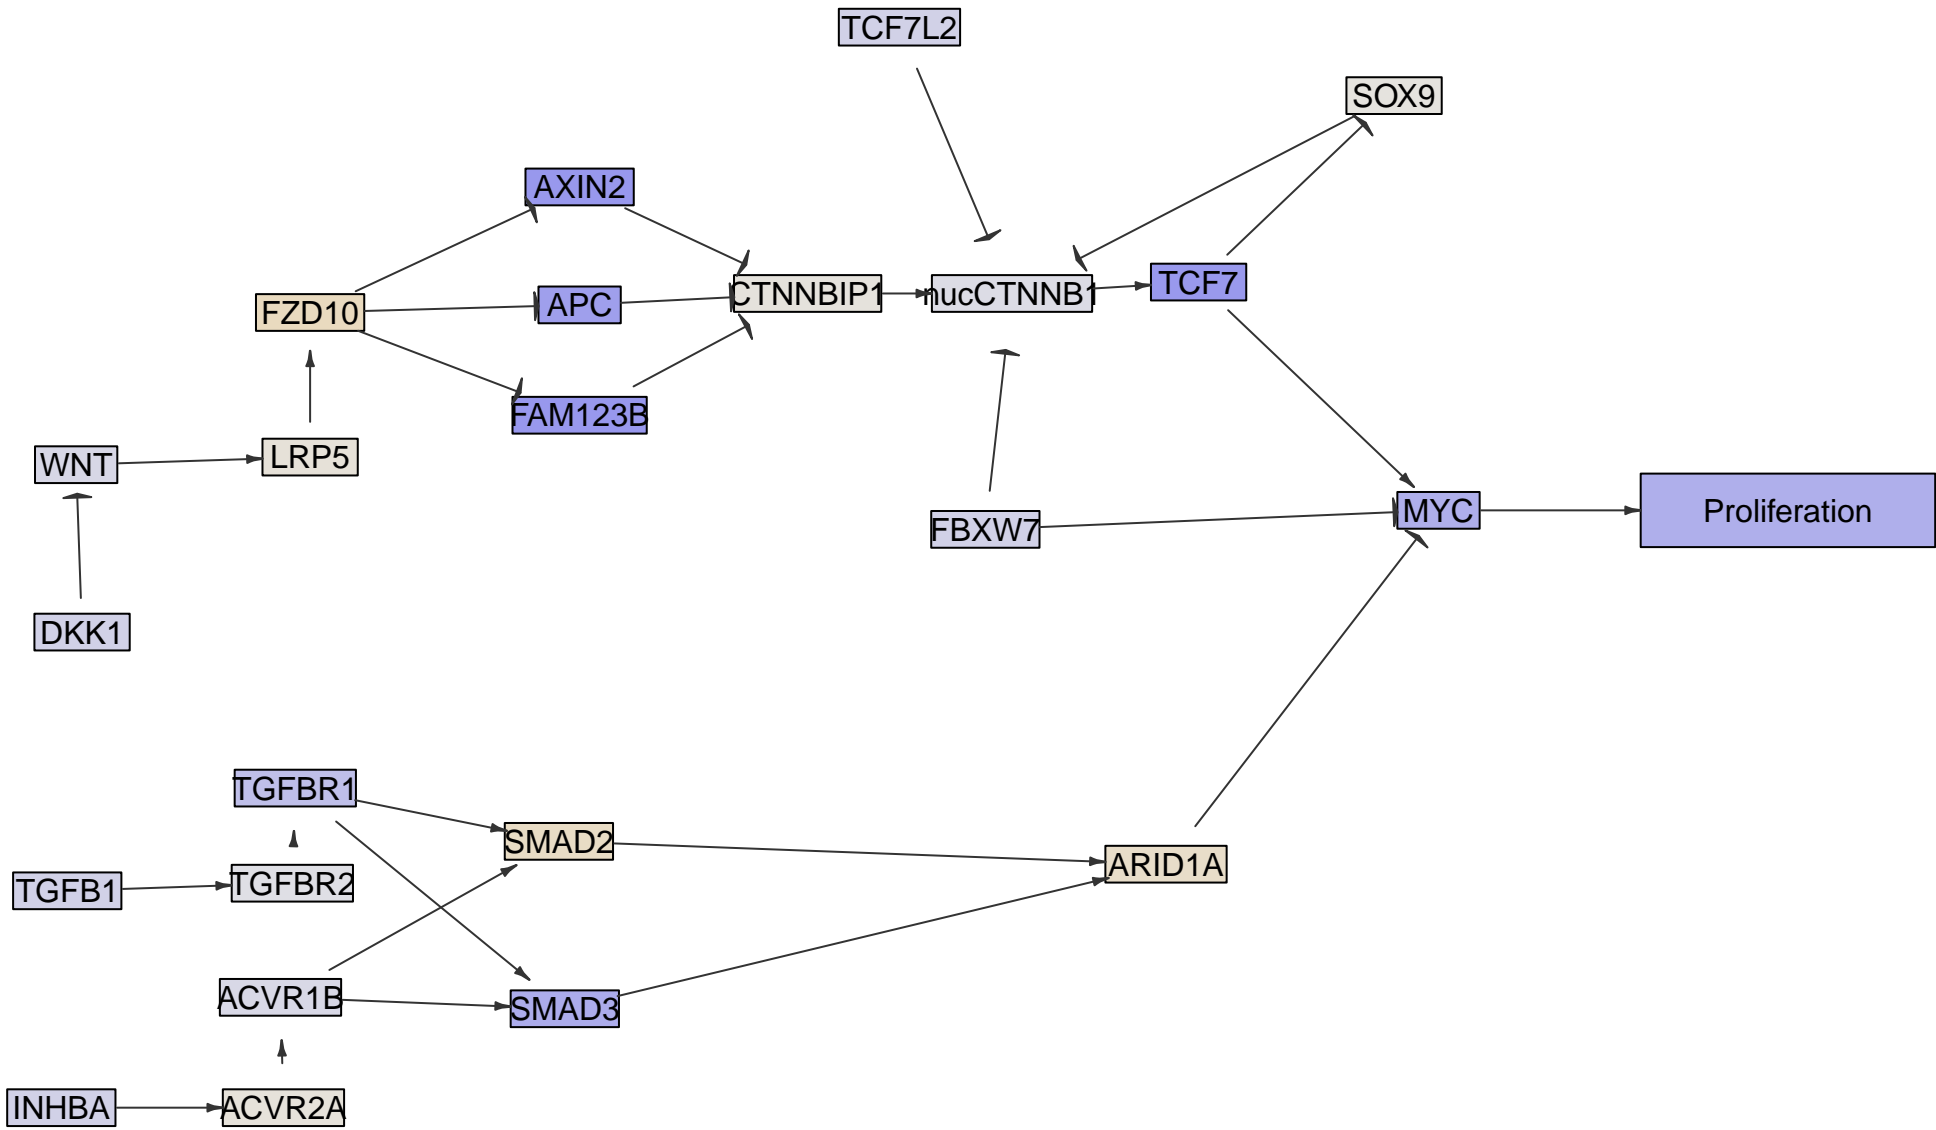 TCF7L2
SOX9
AXIN2
TCF7
CTNNBIP1
nucCTNNB1
APC
FZD10
FAM123B
LRP5
WNT
MYC
Proliferation
FBXW7
DKK1
TGFBR1
SMAD2
ARID1A
TGFBR2
TGFB1
ACVR1B
SMAD3
INHBA
ACVR2A